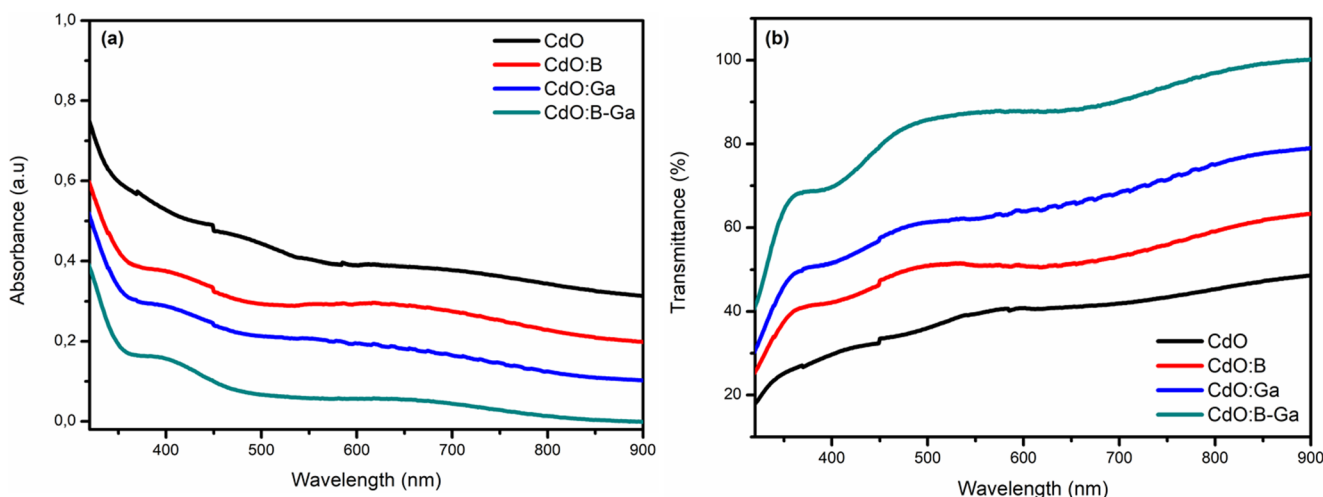 (a)
CdO
CdO:B
CdO:Ga
CdO:B-Ga
1,0
0,8
0,6
0,4
0,2
0,0
Absorbance (a.u)
400 500 600 700 800 900
Wavelength (nm)
(b)
100
80
60
40
20
Transmittance (%)
CdO
CdO:B
CdO:Ga
CdO:B-Ga
400 500 600 700 800 900
Wavelength (nm)